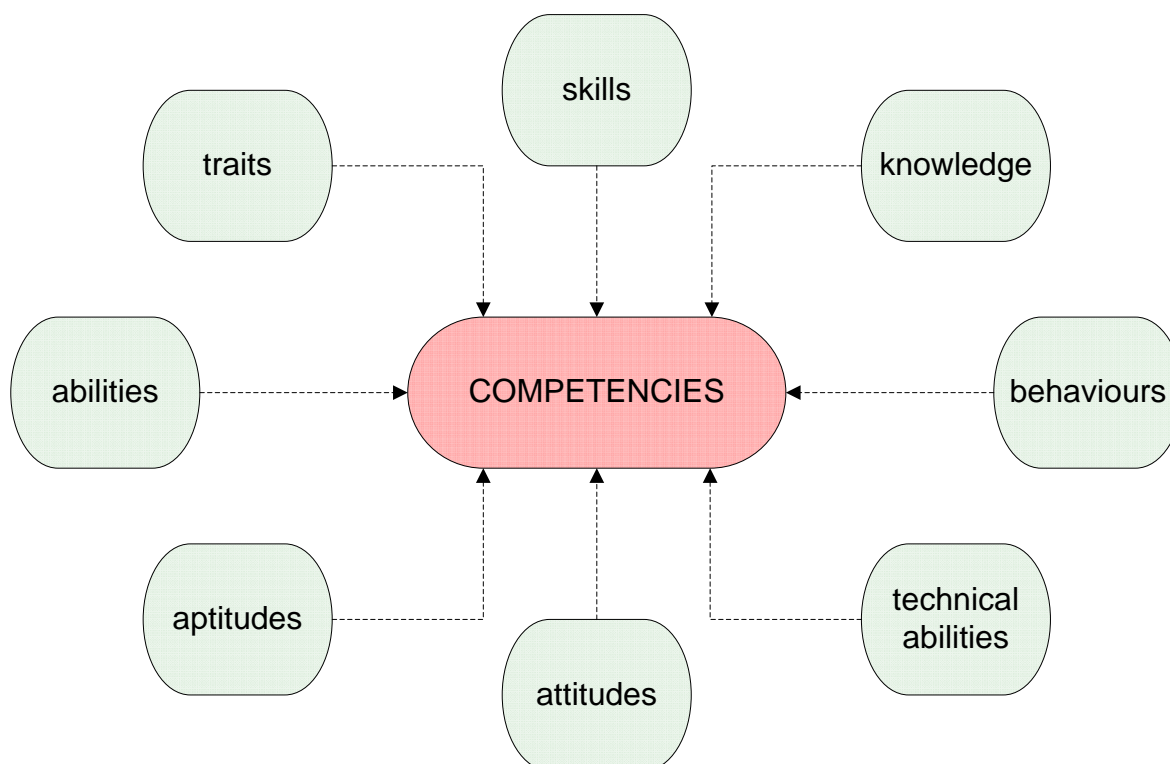 skills
traits
knowledge
abilities
COMPETENCIES
behaviours
aptitudes
technical
abilities
attitudes